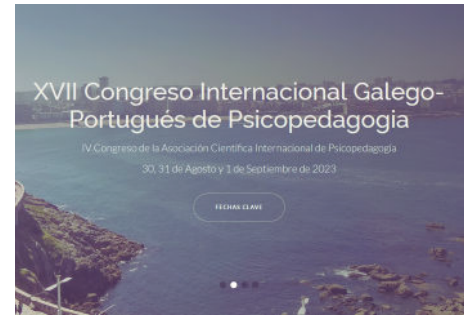 XVII Congreso Internacional Galego-
Portugués de Psicopedagogia
IV Congreso de la Asociación Científica Internacional de Psicopedagogía
30, 31 de Agosto y 1 de Septiembre de 2023
FECHAS CLAVE